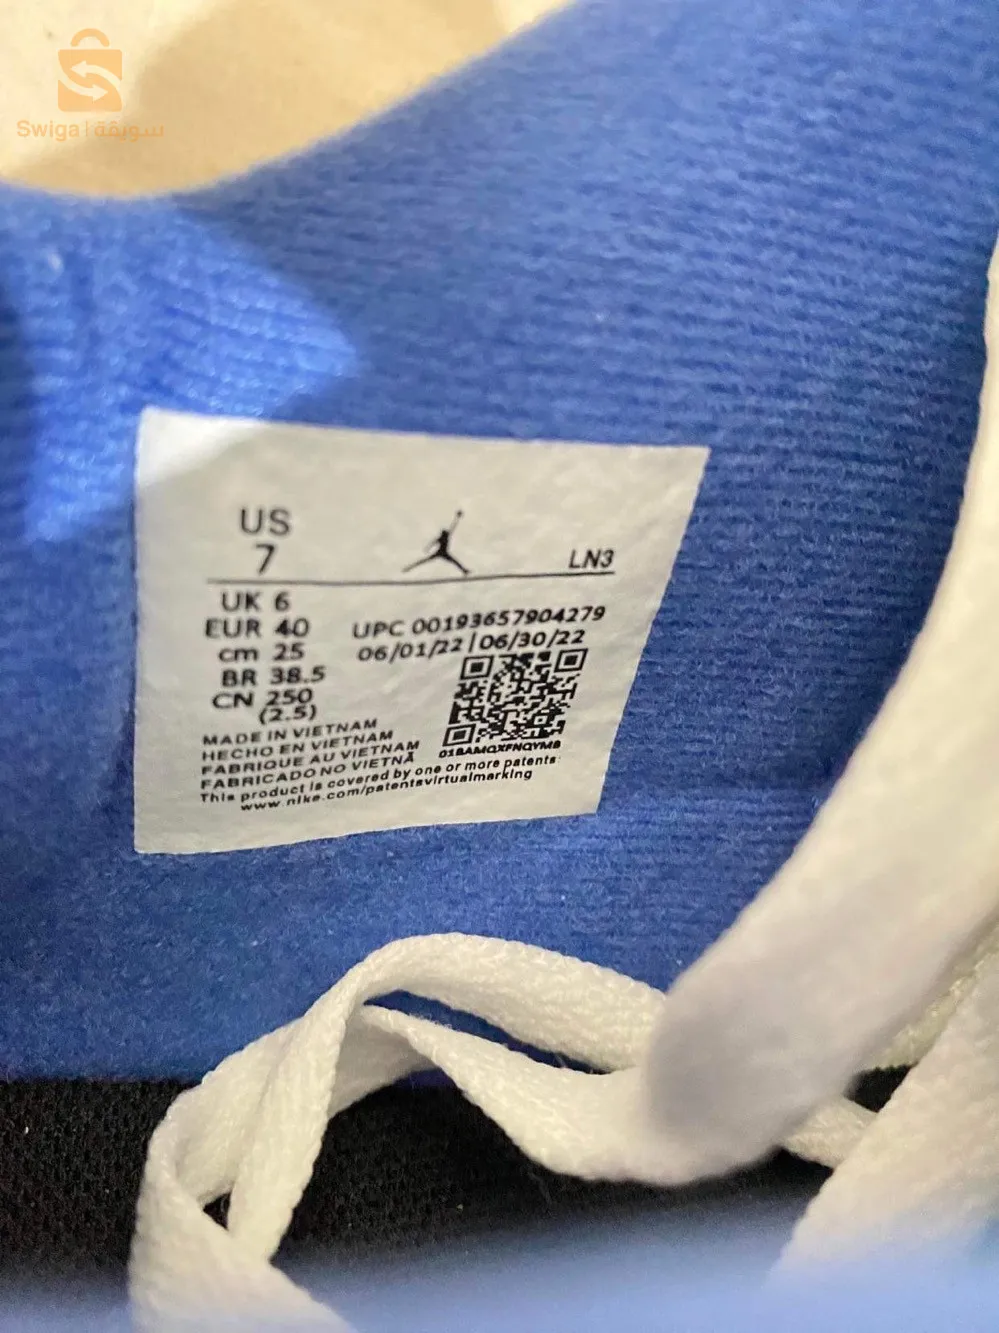 Swiga | سويقة
US
7
LN3
UK 6
EUR 40
cm 25
BR 38.5
CN 250
(2.5)
UPC 00193657904279
06/01/22 | 06/30/22
01BAMQXFNQYMB
MADE IN VIETNAM
HECHO EN VIETNAM
FABRIQUE AU VIETNAM
FABRICADO NO VIETNÃ
This product is covered by one or more patents
www.nike.com/patentsvirtualmarking